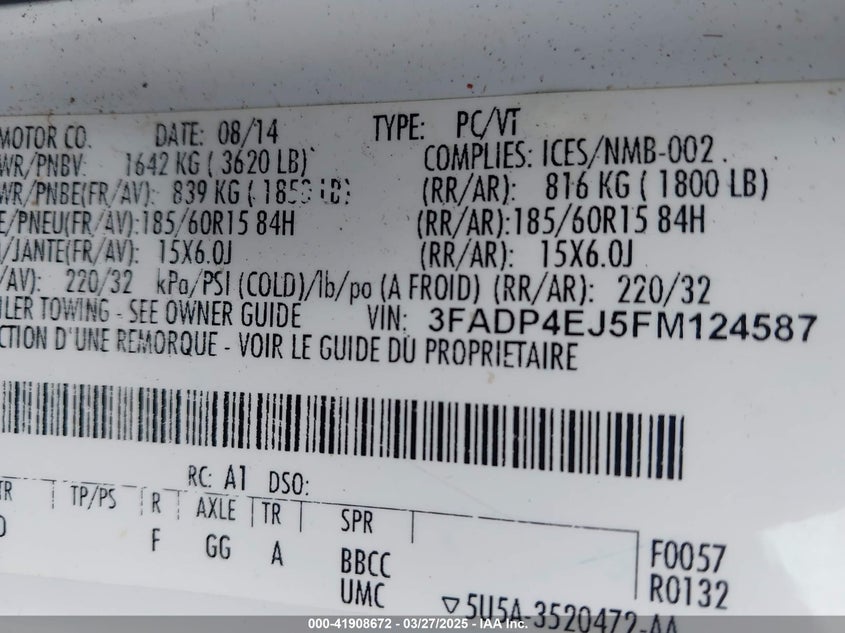 MOTOR CO. DATE: 08/14 TYPE: PC/VT
WR/PNBV 1642 KG ( 3620 LB) COMPLIES: ICES/NMB-002 .
WR/PNBE(FR/AV): 839 KG ( 1850 LB) (RR/AR): 816 KG ( 1800 LB)
E/PNEU(FR/AV):185/60R15 84H (RR/AR):185/60R15 84H
/JANTE(FR/AV): 15X6.0J (RR/AR): 15X6.0J
/AV): 220/32 kPa/PSI (COLD)/lb/po (A FROID) (RR/AR): 220/32
ILER TOWING - SEE OWNER GUIDE VIN: 3FADP4EJ5FM124587
CTION D'UNE REMORQUE - VOIR LE GUIDE DU PROPRIETAIRE
RC: A1 DSO:
TR TP/PS R AXLE TR SPR
F GG A BBCC F0057
UMC R0132
▽5U5A-3520472-AA
000-41908672 - 03/27/2025 - IAA Inc.